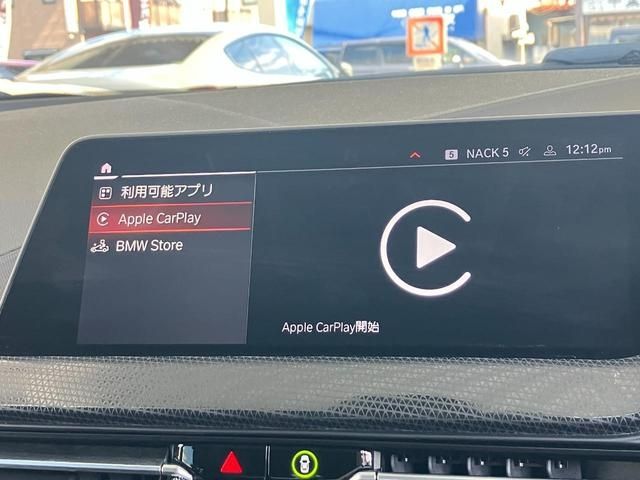 5 NACK 5 12:12pm
利用可能アプリ
Apple CarPlay
BMW Store
Apple CarPlay開始